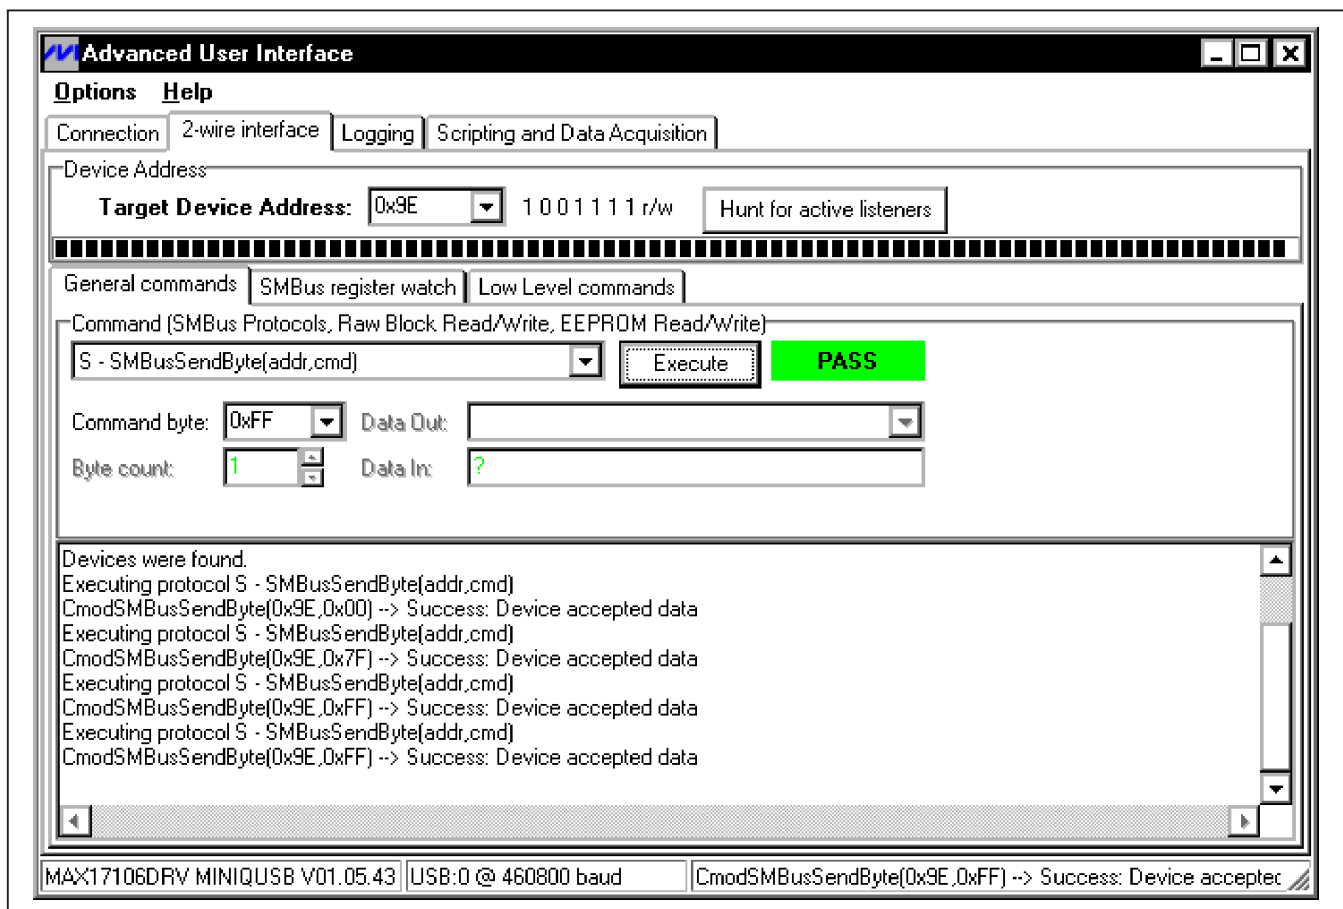 Advanced User Interface
Options Help
Connection 2-wire interface Logging Scripting and Data Acquisition
Device Address
Target Device Address: 0x9E 1 0 0 1 1 1 1 r/w Hunt for active listeners
General commands SMBus register watch Low Level commands
Command (SMBus Protocols, Raw Block Read/Write, EEPROM Read/Write)
S - SMBusSendByte(addr,cmd) Execute PASS
Command byte: 0xFF Data Out:
Byte count: 1 Data In: ?
Devices were found.
Executing protocol S - SMBusSendByte(addr,cmd)
CmodSMBusSendByte(0x9E,0x00) --> Success: Device accepted data
Executing protocol S - SMBusSendByte(addr,cmd)
CmodSMBusSendByte(0x9E,0x7F) --> Success: Device accepted data
Executing protocol S - SMBusSendByte(addr,cmd)
CmodSMBusSendByte(0x9E,0xFF) --> Success: Device accepted data
Executing protocol S - SMBusSendByte(addr,cmd)
CmodSMBusSendByte(0x9E,0xFF) --> Success: Device accepted data
MAX17106DRV MINIQUSB V01.05.43 USB:0 @ 460800 baud CmodSMBusSendByte(0x9E,0xFF) --> Success: Device accepted